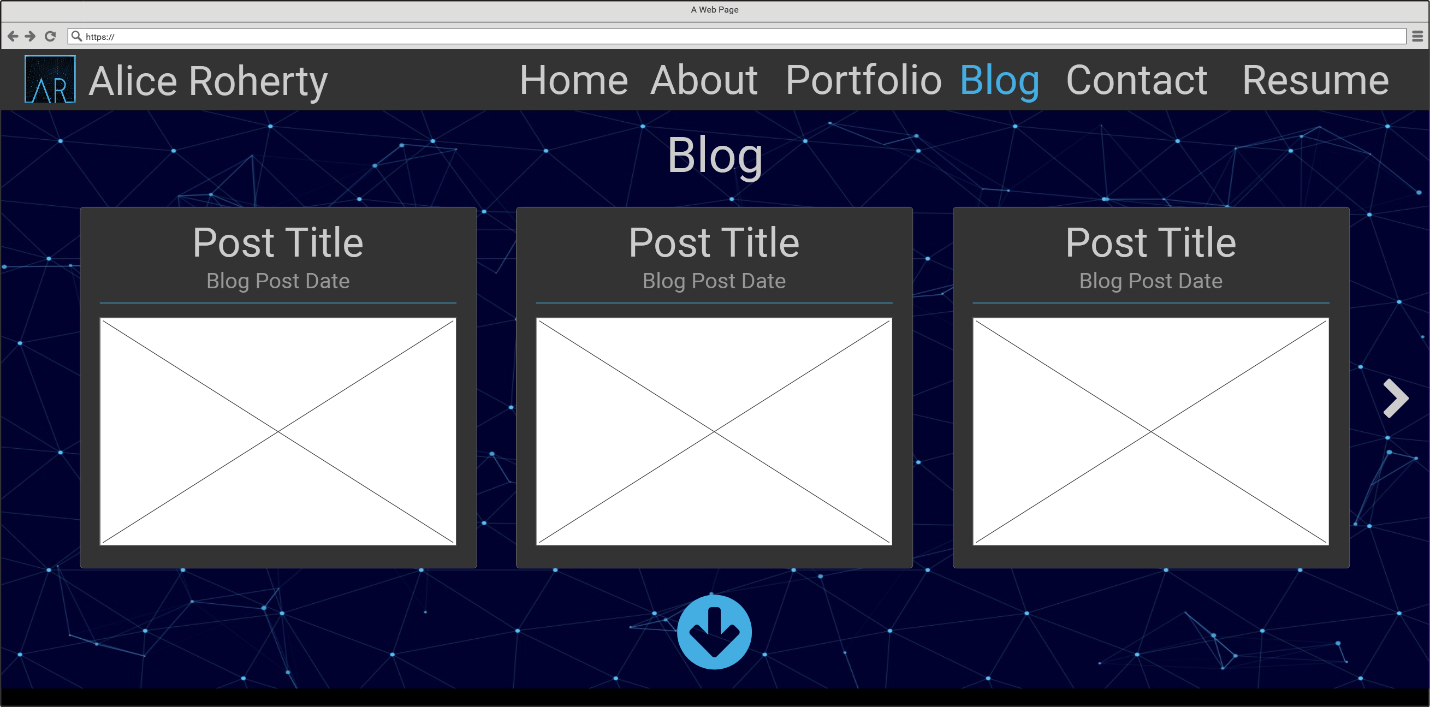 A Web Page
https://
AR Alice Roherty Home About Portfolio Blog Contact Resume
Blog
Post Title Post Title Post Title
Blog Post Date Blog Post Date Blog Post Date